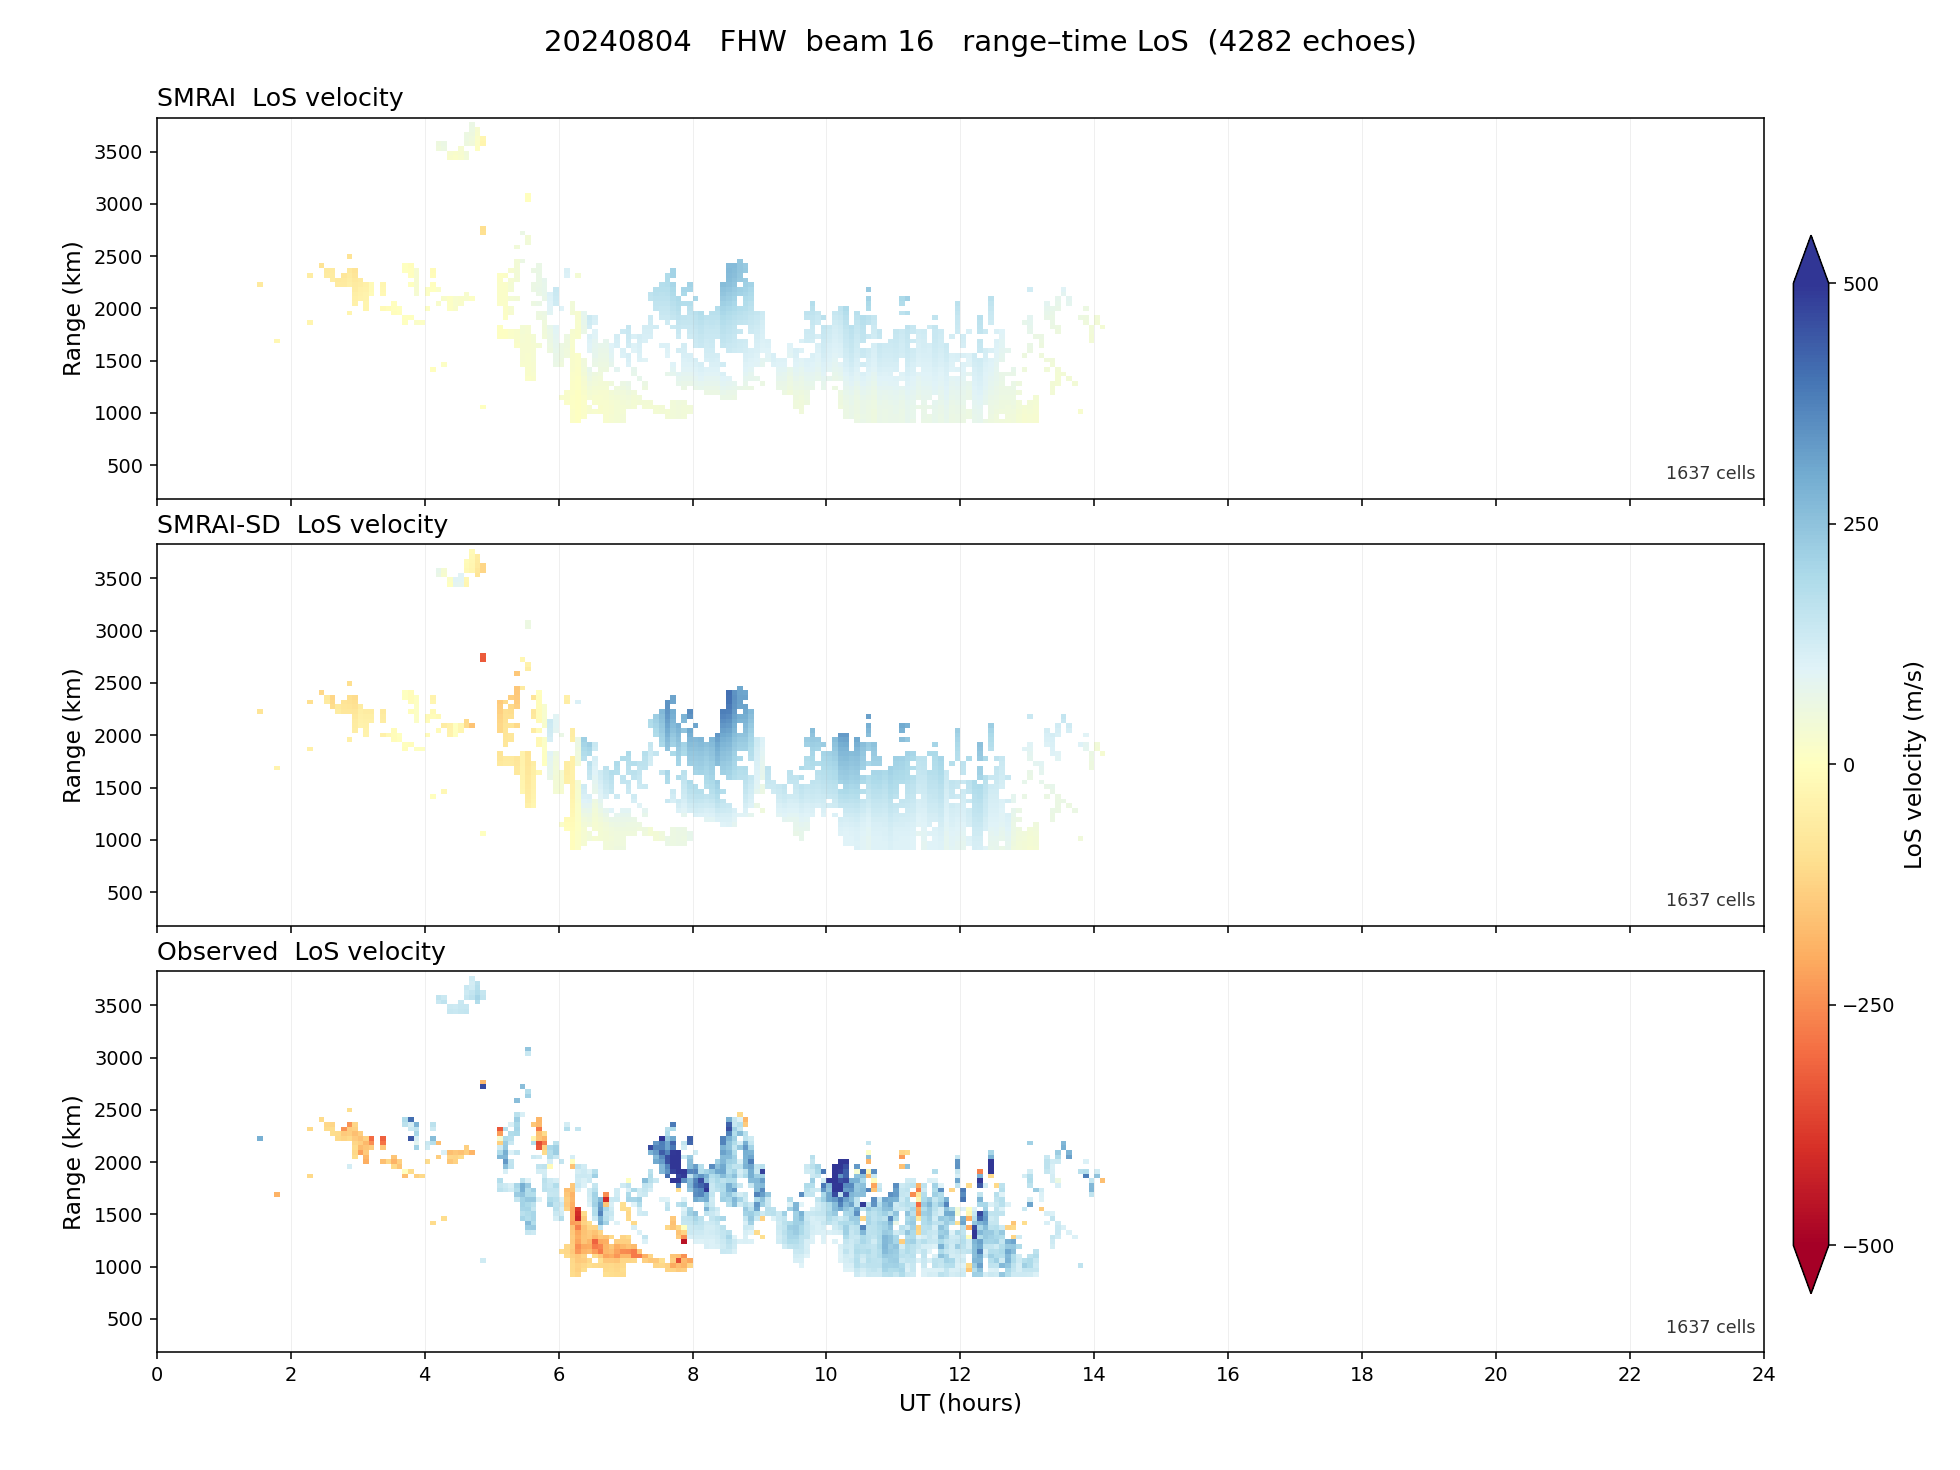 20240804 FHW beam 16 range–time LoS (4282 echoes)
SMRAI LoS velocity
3500
3000
2500
2000
1500
1000
500
Range (km)
1637 cells
SMRAI-SD LoS velocity
3500
3000
2500
2000
1500
1000
500
Range (km)
1637 cells
Observed LoS velocity
3500
3000
2500
2000
1500
1000
500
Range (km)
1637 cells
0 2 4 6 8 10 12 14 16 18 20 22 24
UT (hours)
500
250
0
−250
−500
LoS velocity (m/s)